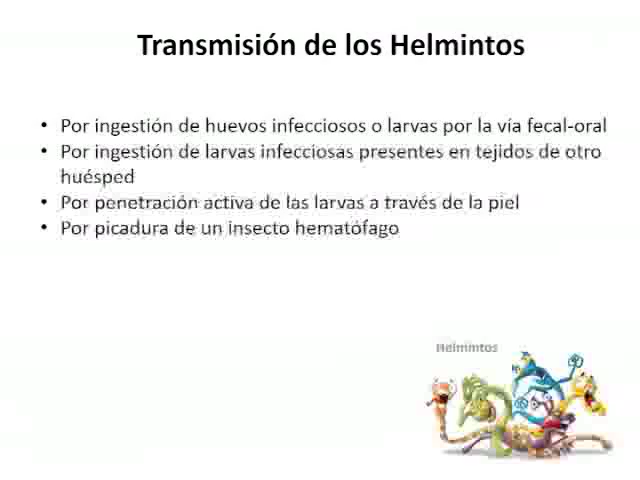 Transmisión de los Helmintos
• Por ingestión de huevos infecciosos o larvas por la vía fecal-oral
• Por ingestión de larvas infecciosas presentes en tejidos de otro
huésped
• Por penetración activa de las larvas a través de la piel
• Por picadura de un insecto hematófago
Helmintos